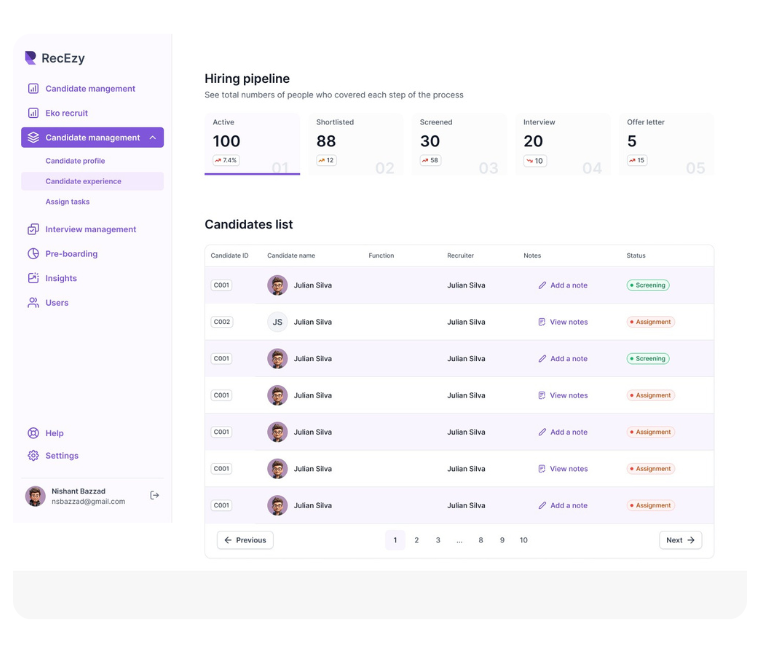 RecEzy
Candidate mangement
Eko recruit
Candidate management
Candidate profile
Candidate experience
Assign tasks
Interview management
Pre-boarding
Insights
Users
Help
Settings
Nishant Bazzad
nsbazzad@gmail.com
Hiring pipeline
See total numbers of people who covered each step of the process
Active
100
7.4%
01
Shortlisted
88
12
02
Screened
30
58
03
Interview
20
10
04
Offer letter
5
15
05
Candidates list
Candidate ID Candidate name Function Recruiter Notes Status
C001 Julian Silva Julian Silva Add a note Screening
C002 JS Julian Silva Julian Silva View notes Assignment
C001 Julian Silva Julian Silva Add a note Screening
C001 Julian Silva Julian Silva View notes Assignment
C001 Julian Silva Julian Silva Add a note Assignment
C001 Julian Silva Julian Silva View notes Assignment
C001 Julian Silva Julian Silva Add a note Assignment
Previous 1 2 3 ... 8 9 10 Next